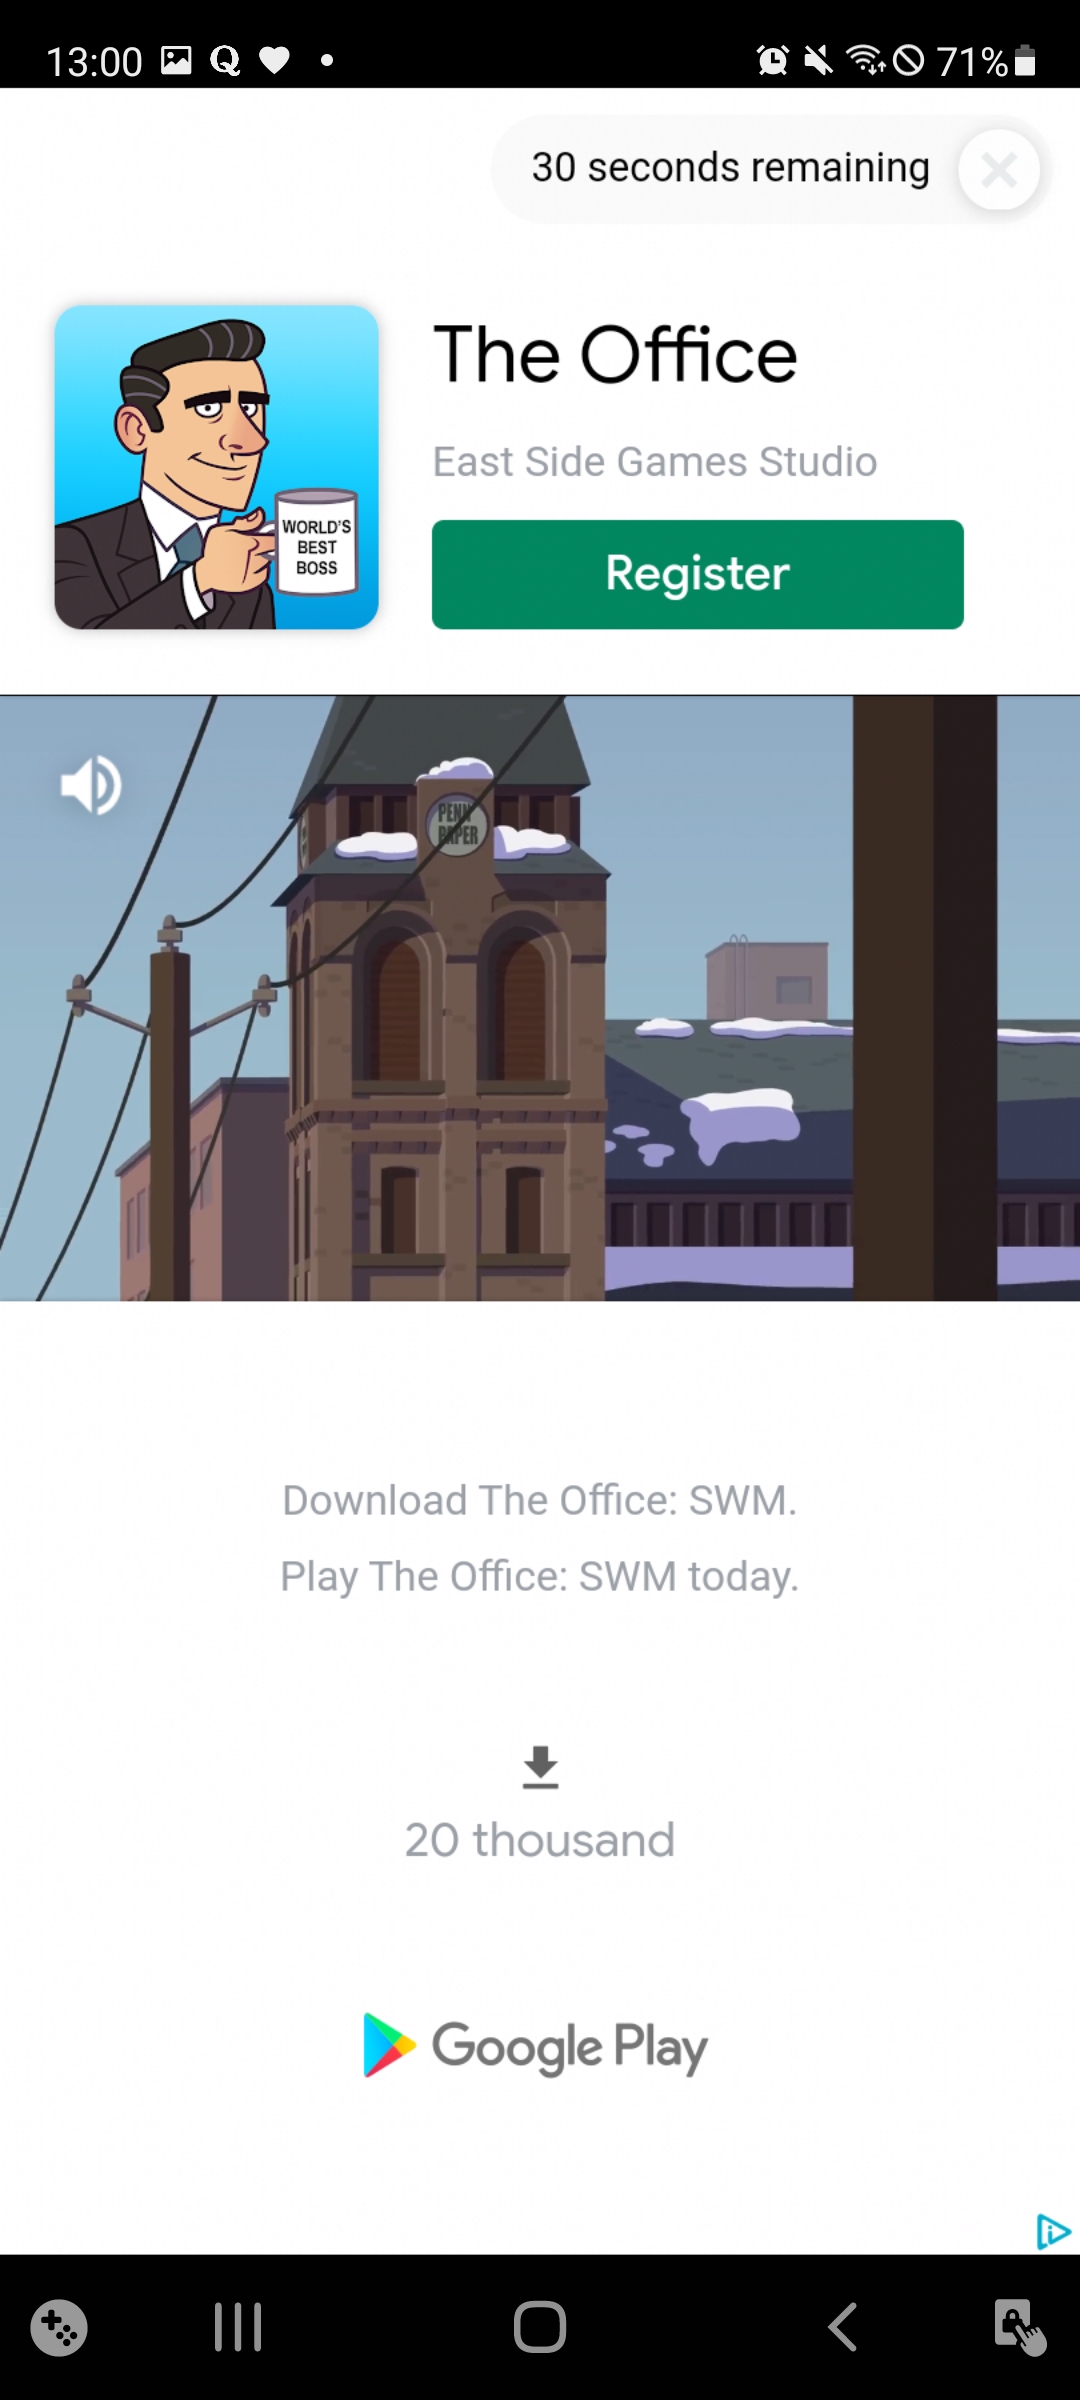 13:00
71%
30 seconds remaining
The Office
East Side Games Studio
WORLD'S
BEST
BOSS
Register
PENN
PAPER
Download The Office: SWM.
Play The Office: SWM today.
20 thousand
Google Play